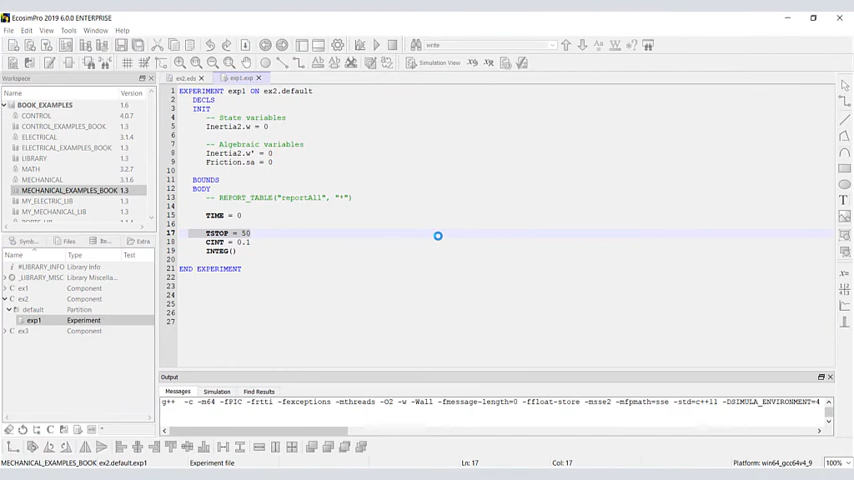 EcosimPro 2019 6.0.0 ENTERPRISE
File Edit View Tools Window Help
write
Simulation View
Workspace
ex2.eds
exp1.exp
Name Version
BOOK_EXAMPLES 1.6
CONTROL 4.0.7
CONTROL_EXAMPLES_BOOK 1.3
ELECTRICAL 3.1.4
ELECTRICAL_EXAMPLES_BOOK 1.3
LIBRARY 1.3
MATH 3.2.7
MECHANICAL 3.1.3
MECHANICAL_EXAMPLES_BOOK 1.3
MY_ELECTRIC_LIB 1.3
MY_MECHANICAL_LIB 1.3
Symb... Files Ite... Extra
Name Type Test
#LIBRARY_INFO Library Info
_LIBRARY_MISC Library Miscella...
ex1 Component
ex2 Component
default Partition
exp1 Experiment
ex3 Component
1 EXPERIMENT exp1 ON ex2.default
2 DECLS
3 INIT
4 -- State variables
5 Inertia2.w = 0
6
7 -- Algebraic variables
8 Inertia2.w' = 0
9 Friction.sa = 0
10
11 BOUNDS
12 BODY
13 -- REPORT_TABLE("reportAll", "*")
14
15 TIME = 0
16
17 TSTOP = 50
18 CINT = 0.1
19 INTEG()
20
21 END EXPERIMENT
22
23
24
25
26
27
Output
Messages Simulation Find Results
g++ -c -m64 -fPIC -frtti -fexceptions -mthreads -O2 -w -Wall -fmessage-length=0 -ffloat-store -msse2 -mfpmath=sse -std=c++11 -DSIMULA_ENVIRONMENT=4
MECHANICAL_EXAMPLES_BOOK ex2.default.exp1 Experiment file Ln: 17 Col: 17 Platform: win64_gcc64v4_9 100%